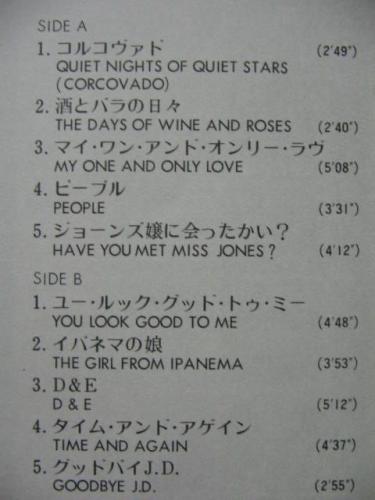 SIDE A
1. コルコヴァド (2'49")
QUIET NIGHTS OF QUIET STARS
(CORCOVADO)
2. 酒とバラの日々
THE DAYS OF WINE AND ROSES (2'40")
3. マイ・ワン・アンド・オンリー・ラヴ
MY ONE AND ONLY LOVE (5'08")
4. ピープル
PEOPLE (3'31")
5. ジョーンズ嬢に会ったかい?
HAVE YOU MET MISS JONES? (4'12")
SIDE B
1. ユー・ルック・グッド・トゥ・ミー
YOU LOOK GOOD TO ME (4'48")
2. イパネマの娘
THE GIRL FROM IPANEMA (3'53")
3. D&E
D & E (5'12")
4. タイム・アンド・アゲイン
TIME AND AGAIN (4'37")
5. グッドバイJ.D.
GOODBYE J.D. (2'55")